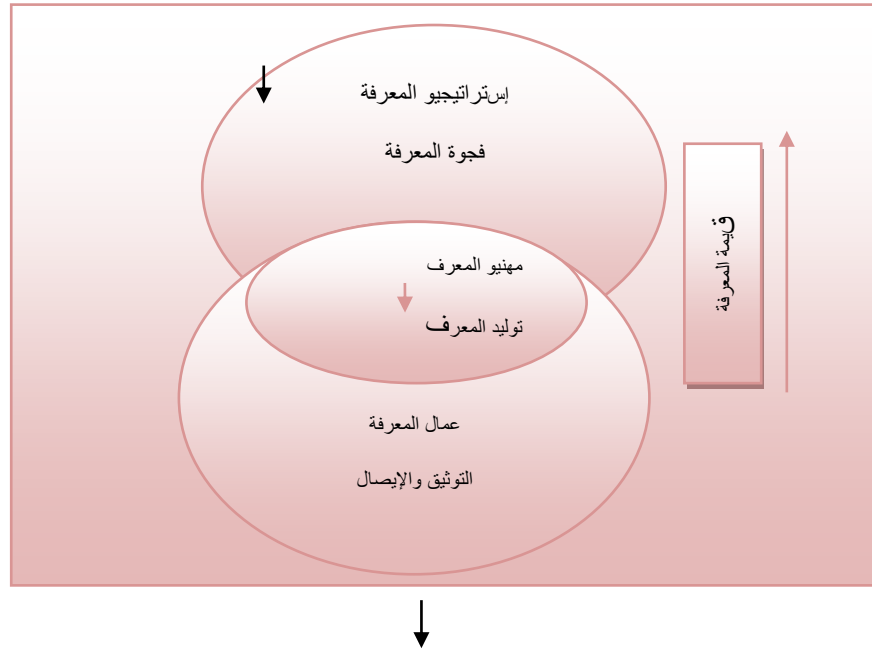 إستراتيجيو المعرفة
فجوة المعرفة
مهنيو المعرف
توليد المعرف
عمال المعرفة
التوثيق والإيصال
قيمة المعرفة